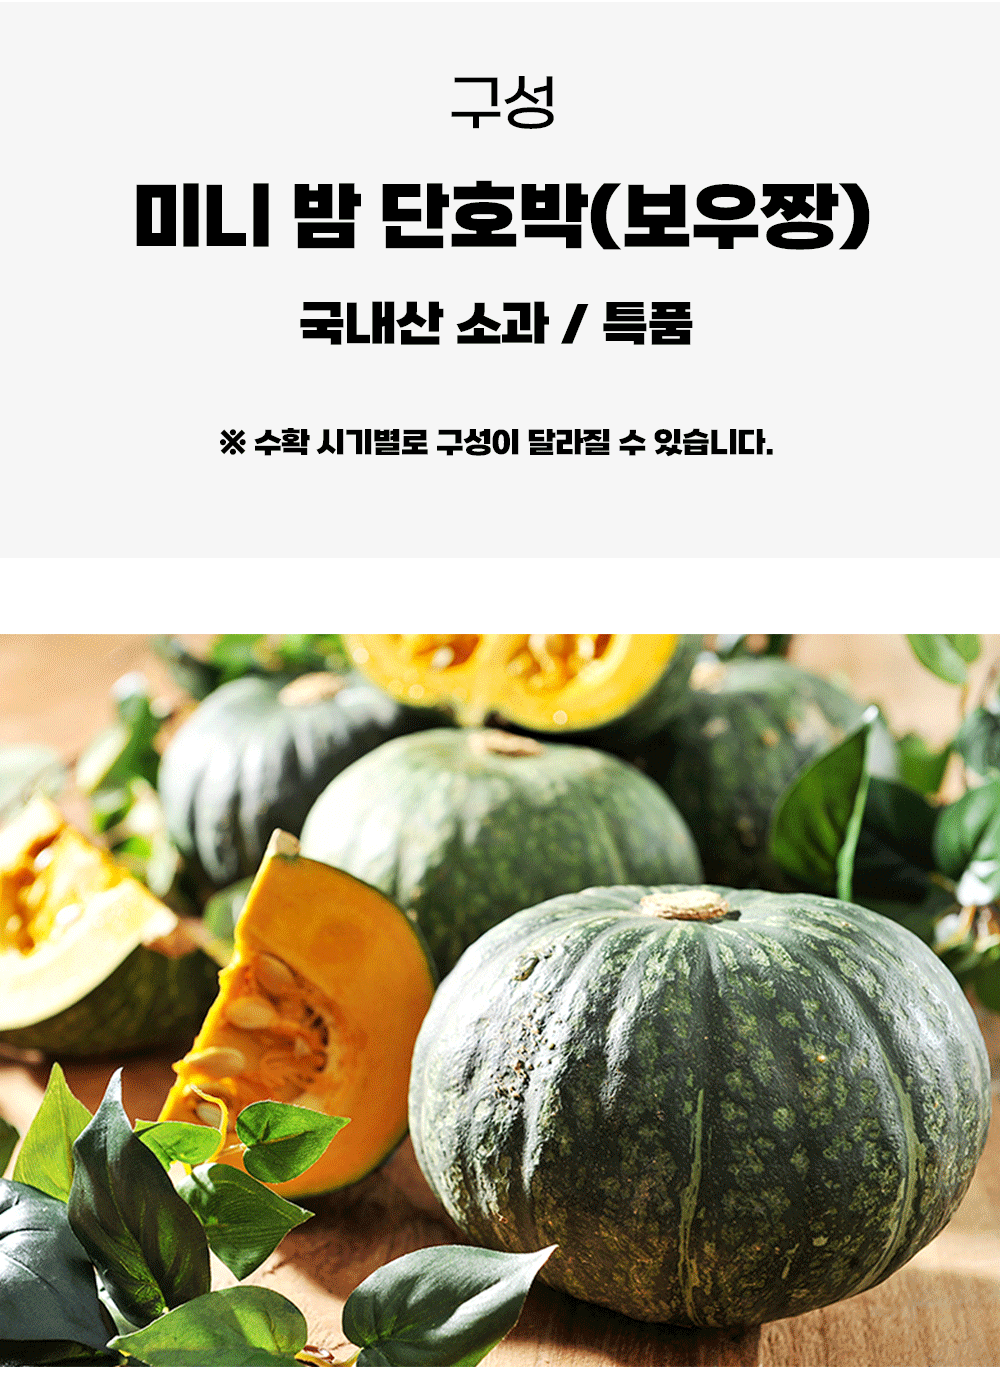 구성
미니 밤 단호박(보우짱)
국내산 소과 / 특품
※ 수확 시기별로 구성이 달라질 수 있습니다.